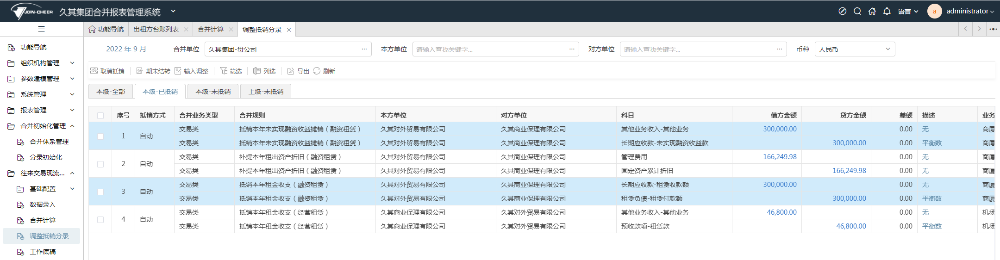 JOIN-CHEER 久其集团合并报表管理系统 语言 a administrator
功能导航 出租方台账列表 合并计算 调整抵销分录
功能导航
组织机构管理
参数建模管理
系统管理
报表管理
合并初始化管理
合并体系管理
分录初始化
往来交易现流...
基础配置
数据录入
合并计算
调整抵销分录
工作底稿
2022 年 9 月 合并单位 久其集团-母公司 ... 本方单位 请输入查找关键字... ... 对方单位 请输入查找关键字... ... 币种 人民币
取消抵销 期末结转 输入调整 筛选 列选 导出 刷新
本级-全部 本级-已抵销 本级-未抵销 上级-未抵销
序号 抵销方式 合并业务类型 合并规则 本方单位 对方单位 科目 借方金额 贷方金额 差额 描述 业务
1 自动 交易类 抵销本年未实现融资收益摊销（融资租赁） 久其对外贸易有限公司 久其商业保理有限公司 其他业务收入-其他业务 300,000.00 0.00 无 商厦
交易类 抵销本年未实现融资收益摊销（融资租赁） 久其对外贸易有限公司 久其商业保理有限公司 长期应收款-未实现融资收益款 300,000.00 0.00 平衡数 商厦
2 自动 交易类 补提本年租出资产折旧（融资租赁） 久其对外贸易有限公司 久其商业保理有限公司 管理费用 166,249.98 0.00 无 商厦
交易类 补提本年租出资产折旧（融资租赁） 久其对外贸易有限公司 久其商业保理有限公司 固定资产累计折旧 166,249.98 0.00 无 商厦
3 自动 交易类 抵销本年租金收支（融资租赁） 久其对外贸易有限公司 久其商业保理有限公司 长期应收款-租赁收款额 300,000.00 0.00 无 商厦
交易类 抵销本年租金收支（融资租赁） 久其对外贸易有限公司 久其商业保理有限公司 租赁负债-租赁付款额 300,000.00 0.00 平衡数 商厦
4 自动 交易类 抵销本年租金收支（经营租赁） 久其商业保理有限公司 久其对外贸易有限公司 其他业务收入-其他业务 46,800.00 0.00 无 机场
交易类 抵销本年租金收支（经营租赁） 久其商业保理有限公司 久其对外贸易有限公司 预收款项-租赁款 46,800.00 0.00 平衡数 机场